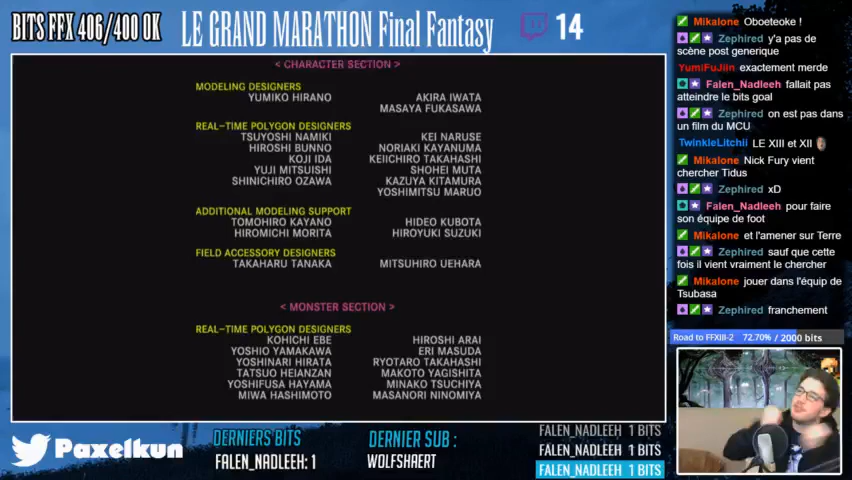 BITS FFX 406/400 OK
LE GRAND MARATHON Final Fantasy
14
< CHARACTER SECTION >
MODELING DESIGNERS
YUMIKO HIRANO
AKIRA IWATA
MASAYA FUKASAWA
REAL-TIME POLYGON DESIGNERS
TSUYOSHI NAMIKI
KEI NARUSE
HIROSHI BUNNO
NORIAKI KAYANUMA
KOJI IDA
KEIICHIRO TAKAHASHI
YUJI MITSUISHI
SHOHEI MUTA
SHINICHIRO OZAWA
KAZUYA KITAMURA
YOSHIMITSU MARUO
ADDITIONAL MODELING SUPPORT
TOMOHIRO KAYANO
HIDEO KUBOTA
HIROMICHI MORITA
HIROYUKI SUZUKI
FIELD ACCESSORY DESIGNERS
TAKAHARU TANAKA
MITSUHIRO UEHARA
< MONSTER SECTION >
REAL-TIME POLYGON DESIGNERS
KOHICHI EBE
HIROSHI ARAI
YOSHIO YAMAKAWA
ERI MASUDA
YOSHINARI HIRATA
RYOTARO TAKAHASHI
TATSUO HEIANZAN
MAKOTO YAGISHITA
YOSHIFUSA HAYAMA
MINAKO TSUCHIYA
MIWA HASHIMOTO
MASANORI NINOMIYA
Mikalone Oboeteoke !
Zephired y'a pas de
scène post generique
YumiFuJiin exactement merde
Falen_Nadleeh fallait pas
atteindre le bits goal
Zephired on est pas dans
un film du MCU
TwinkleLitchii LE XIII et XII
Mikalone Nick Fury vient
chercher Tidus
Zephired xD
Falen_Nadleeh pour faire
son équipe de foot
Mikalone et l'amener sur Terre
Zephired sauf que cette
fois il vient vraiment le chercher
Mikalone jouer dans l'équip de
Tsubasa
Zephired franchement
Road to FFXIII-2 72.70% / 2000 bits
Paxelkun
DERNIERS BITS
FALEN_NADLEEH: 1
DERNIER SUB :
WOLFSHAERT
FALEN_NADLEEH 1 BITS
FALEN_NADLEEH 1 BITS
FALEN_NADLEEH 1 BITS